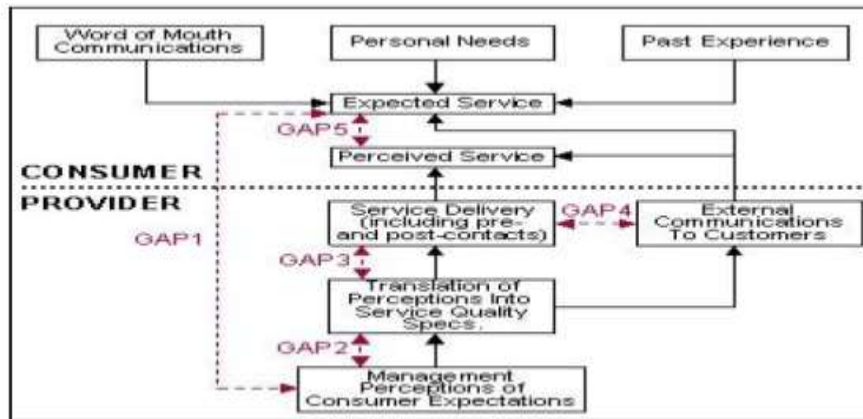 Word of Mouth
Communications
Personal Needs
Past Experience
Expected Service
GAP5
Perceived Service
CONSUMER
PROVIDER
GAP1
Service Delivery
(including pre-
and post-contacts)
GAP4
External
Communications
To Customers
GAP3
Translation of
Perceptions Into
Service Quality
Specs.
GAP2
Management
Perceptions of
Consumer Expectations